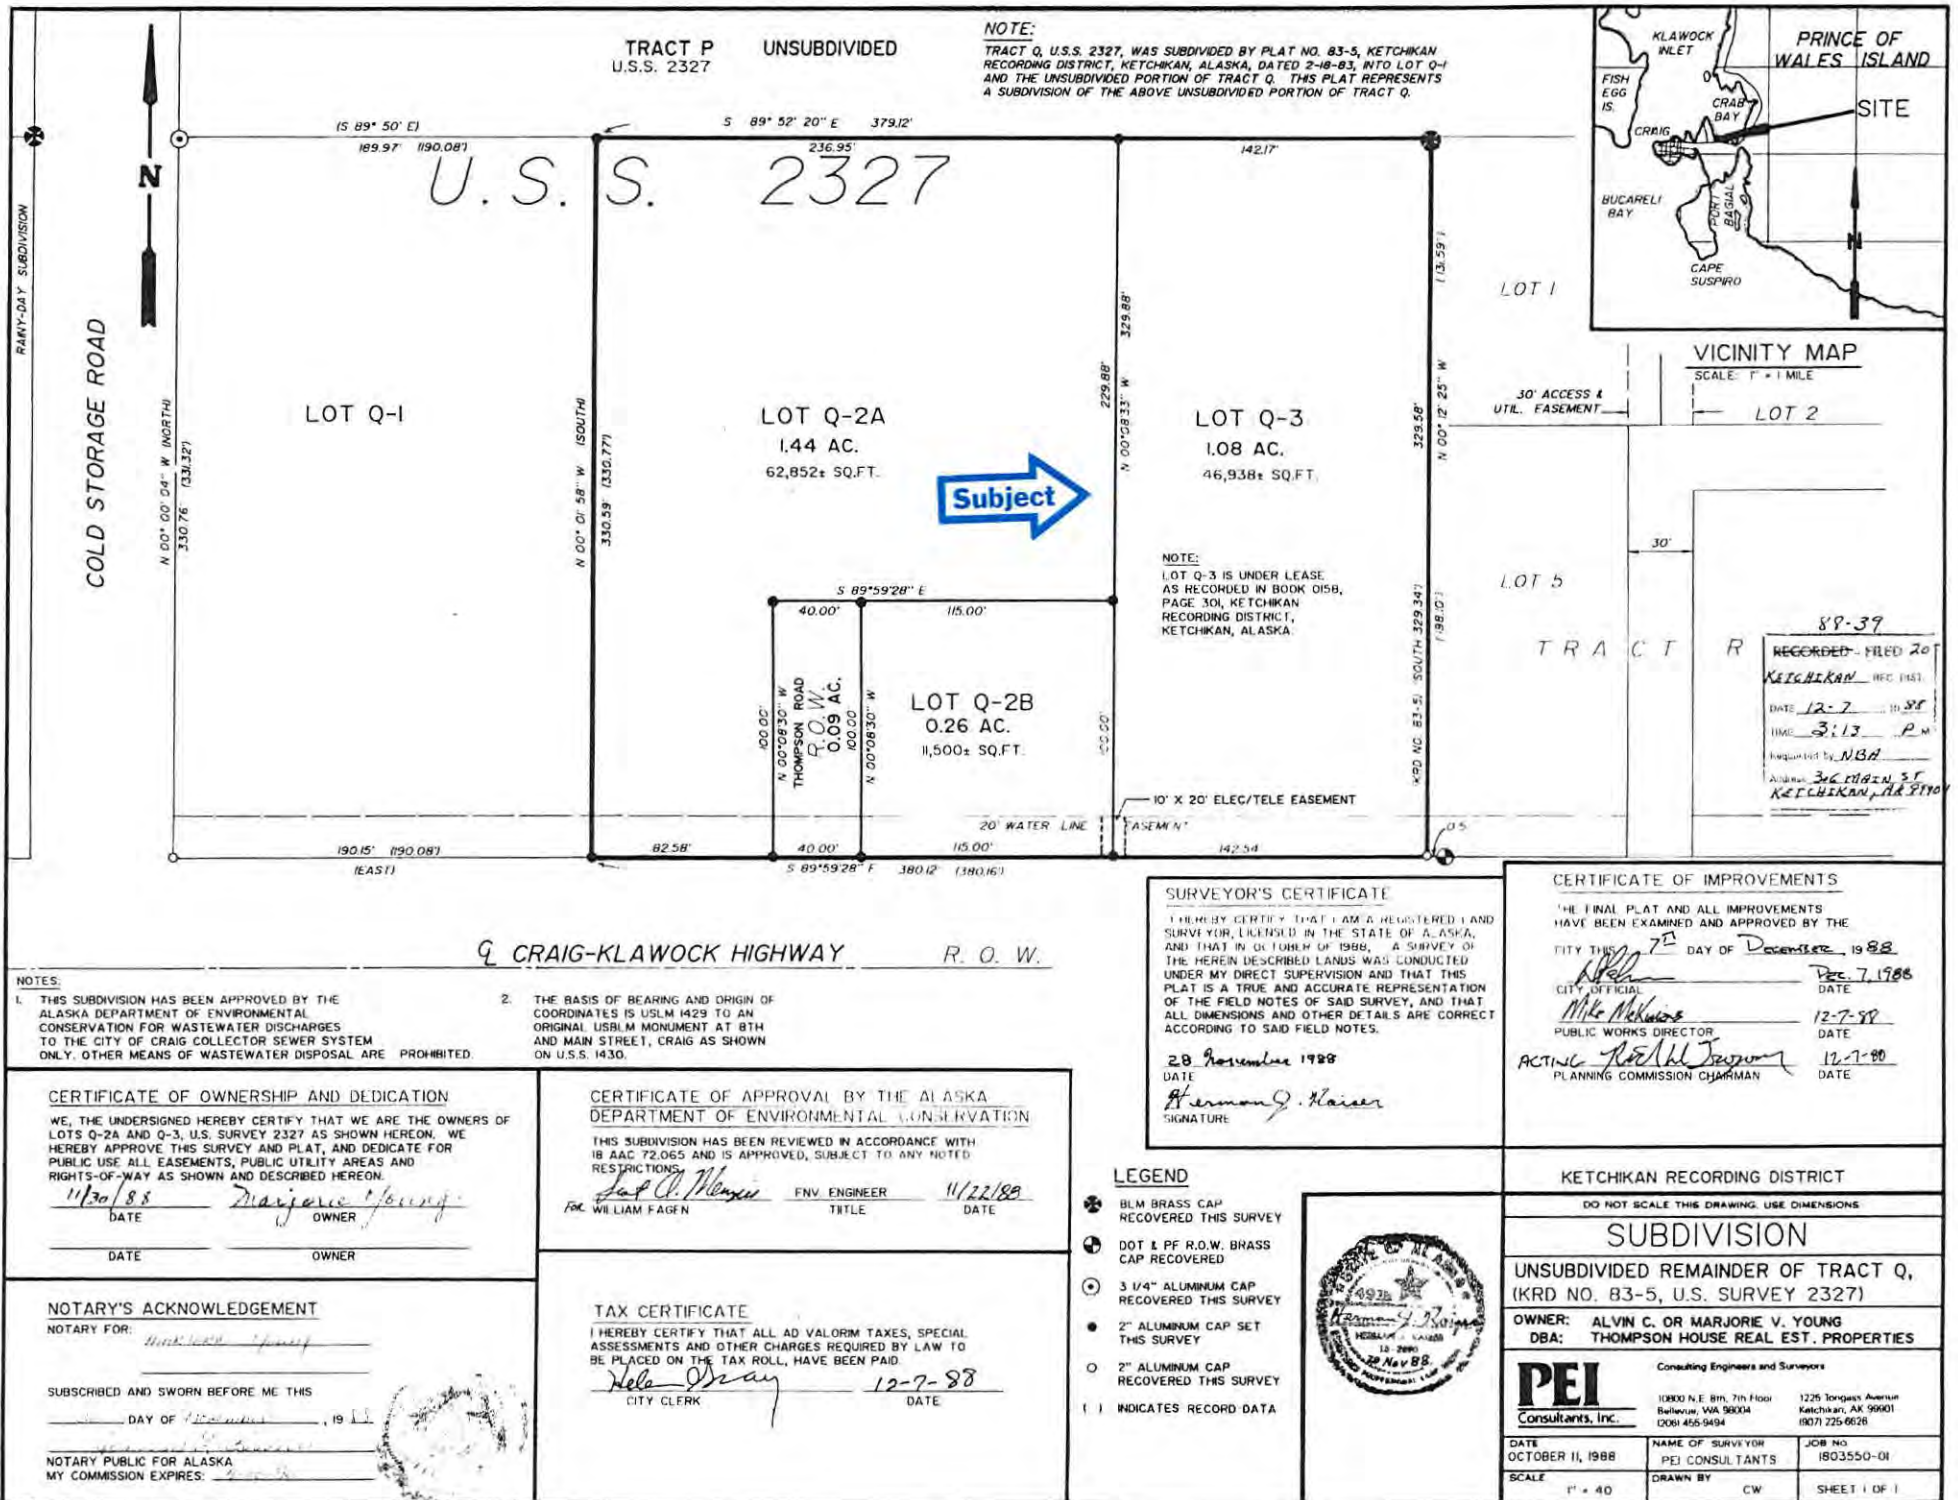 TRACT P UNSUBDIVIDED
U.S.S. 2327
NOTE:
TRACT Q, U.S.S. 2327, WAS SUBDIVIDED BY PLAT NO. 83-5, KETCHIKAN
RECORDING DISTRICT, KETCHIKAN, ALASKA, DATED 2-18-83, INTO LOT Q-1
AND THE UNSUBDIVIDED PORTION OF TRACT Q. THIS PLAT REPRESENTS
A SUBDIVISION OF THE ABOVE UNSUBDIVIDED PORTION OF TRACT Q.
KLAWOCK
INLET
PRINCE OF
WALES ISLAND
FISH
EGG
IS.
CRAB
BAY
SITE
CRAIG
BUCARELI
BAY
PORT
BAGIAL
N
CAPE
SUSPIRO
VICINITY MAP
SCALE: 1" = 1 MILE
N
RAINY-DAY SUBDIVISION
COLD STORAGE ROAD
(S 89° 50' E)
189.97' (190.08')
S 89° 52' 20" E 379.12'
236.95'
142.17'
U.S.S. 2327
N 00° 00' 04" W (NORTH)
330.76' (331.32')
LOT Q-1
N 00° 01' 58" W (SOUTH)
330.59' (330.77')
LOT Q-2A
1.44 AC.
62,852± SQ.FT.
Subject
229.88'
N 00°08'33" W 329.88'
LOT Q-3
1.08 AC.
46,938± SQ.FT.
NOTE:
LOT Q-3 IS UNDER LEASE
AS RECORDED IN BOOK 0158,
PAGE 301, KETCHIKAN
RECORDING DISTRICT,
KETCHIKAN, ALASKA.
329.58'
N 00° 12' 25" W
(131.59')
(198.0')
(KRD NO. 83-5) (SOUTH 329.34')
LOT 1
30' ACCESS &
UTIL. EASEMENT
LOT 2
30'
LOT 5
TRACT R
88-39
RECORDED - FILED 20
KETCHIKAN REC. DIST.
DATE 12-7 19 88
TIME 3:13 P M
Requested by NBA
Address 306 MAIN ST
KETCHIKAN, AK 99901
S 89°59'28" E
40.00' 115.00'
100.00'
N 00°08'30" W
THOMPSON ROAD
R.O.W.
0.09 AC.
100.00
N 00°08'30" W
LOT Q-2B
0.26 AC.
11,500± SQ.FT.
100.00'
10' X 20' ELEC/TELE EASEMENT
20' WATER LINE EASEMENT
0.5
190.15' (190.08')
(EAST)
82.58' 40.00' 115.00' 142.54
S 89°59'28" E 380.12 (380.16')
℄ CRAIG-KLAWOCK HIGHWAY R. O. W.
NOTES:
1. THIS SUBDIVISION HAS BEEN APPROVED BY THE
ALASKA DEPARTMENT OF ENVIRONMENTAL
CONSERVATION FOR WASTEWATER DISCHARGES
TO THE CITY OF CRAIG COLLECTOR SEWER SYSTEM
ONLY. OTHER MEANS OF WASTEWATER DISPOSAL ARE PROHIBITED.
2. THE BASIS OF BEARING AND ORIGIN OF
COORDINATES IS USLM 1429 TO AN
ORIGINAL USBLM MONUMENT AT 8TH
AND MAIN STREET, CRAIG AS SHOWN
ON U.S.S. 1430.
SURVEYOR'S CERTIFICATE
I HEREBY CERTIFY THAT I AM A REGISTERED LAND
SURVEYOR, LICENSED IN THE STATE OF ALASKA,
AND THAT IN OCTOBER OF 1988, A SURVEY OF
THE HEREIN DESCRIBED LANDS WAS CONDUCTED
UNDER MY DIRECT SUPERVISION AND THAT THIS
PLAT IS A TRUE AND ACCURATE REPRESENTATION
OF THE FIELD NOTES OF SAID SURVEY, AND THAT
ALL DIMENSIONS AND OTHER DETAILS ARE CORRECT
ACCORDING TO SAID FIELD NOTES.
28 November 1988
DATE
Herman J. Kaiser
SIGNATURE
CERTIFICATE OF IMPROVEMENTS
THE FINAL PLAT AND ALL IMPROVEMENTS
HAVE BEEN EXAMINED AND APPROVED BY THE
CITY THIS 7TH DAY OF December, 1988
Dec. 7, 1988
CITY OFFICIAL DATE
12-7-88
PUBLIC WORKS DIRECTOR DATE
ACTING 12-7-88
PLANNING COMMISSION CHAIRMAN DATE
CERTIFICATE OF OWNERSHIP AND DEDICATION
WE, THE UNDERSIGNED HEREBY CERTIFY THAT WE ARE THE OWNERS OF
LOTS Q-2A AND Q-3, U.S. SURVEY 2327 AS SHOWN HEREON. WE
HEREBY APPROVE THIS SURVEY AND PLAT, AND DEDICATE FOR
PUBLIC USE ALL EASEMENTS, PUBLIC UTILITY AREAS AND
RIGHTS-OF-WAY AS SHOWN AND DESCRIBED HEREON.
11/30/88 Marjorie Young
DATE OWNER
DATE OWNER
CERTIFICATE OF APPROVAL BY THE ALASKA
DEPARTMENT OF ENVIRONMENTAL CONSERVATION
THIS SUBDIVISION HAS BEEN REVIEWED IN ACCORDANCE WITH
18 AAC 72.065 AND IS APPROVED, SUBJECT TO ANY NOTED
RESTRICTIONS.
ENV. ENGINEER 11/22/88
For WILLIAM FAGEN TITLE DATE
NOTARY'S ACKNOWLEDGEMENT
NOTARY FOR:
SUBSCRIBED AND SWORN BEFORE ME THIS
DAY OF , 19
NOTARY PUBLIC FOR ALASKA
MY COMMISSION EXPIRES:
TAX CERTIFICATE
I HEREBY CERTIFY THAT ALL AD VALORIM TAXES, SPECIAL
ASSESSMENTS AND OTHER CHARGES REQUIRED BY LAW TO
BE PLACED ON THE TAX ROLL, HAVE BEEN PAID.
Helen Gray 12-7-88
CITY CLERK DATE
LEGEND
BLM BRASS CAP
RECOVERED THIS SURVEY
DOT & PF R.O.W. BRASS
CAP RECOVERED
3 1/4" ALUMINUM CAP
RECOVERED THIS SURVEY
2" ALUMINUM CAP SET
THIS SURVEY
2" ALUMINUM CAP
RECOVERED THIS SURVEY
( ) INDICATES RECORD DATA
28 Nov 88
KETCHIKAN RECORDING DISTRICT
DO NOT SCALE THIS DRAWING. USE DIMENSIONS
SUBDIVISION
UNSUBDIVIDED REMAINDER OF TRACT Q,
(KRD NO. 83-5, U.S. SURVEY 2327)
OWNER: ALVIN C. OR MARJORIE V. YOUNG
DBA: THOMPSON HOUSE REAL EST. PROPERTIES
PEI
Consultants, Inc.
Consulting Engineers and Surveyors
10800 N.E. 8th, 7th Floor
Bellevue, WA 98004
(206) 455-9494
1225 Tongass Avenue
Ketchikan, AK 99901
(907) 225-6626
DATE
OCTOBER 11, 1988
NAME OF SURVEYOR
PEI CONSULTANTS
JOB NO.
1803550-01
SCALE
1" = 40
DRAWN BY
CW
SHEET 1 OF 1